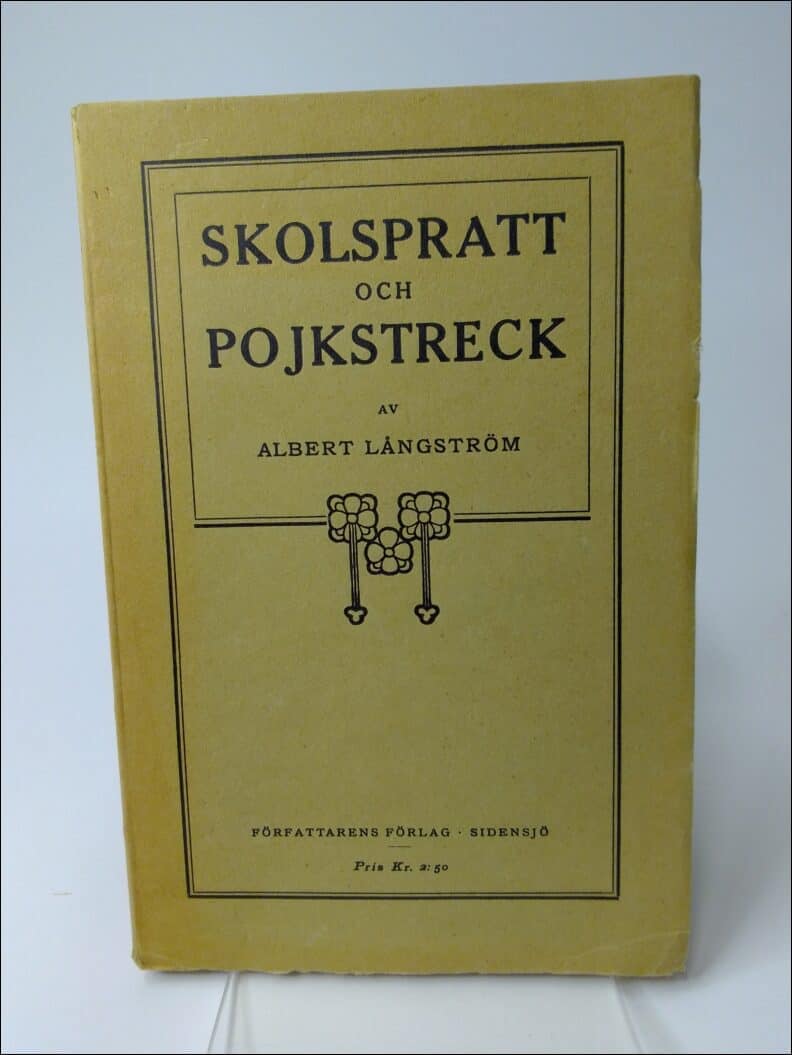 SKOLSPRATT
OCH
POJKSTRECK
AV
ALBERT LÅNGSTRÖM
FÖRFATTARENS FÖRLAG · SIDENSJÖ
Pris Kr. 2:50